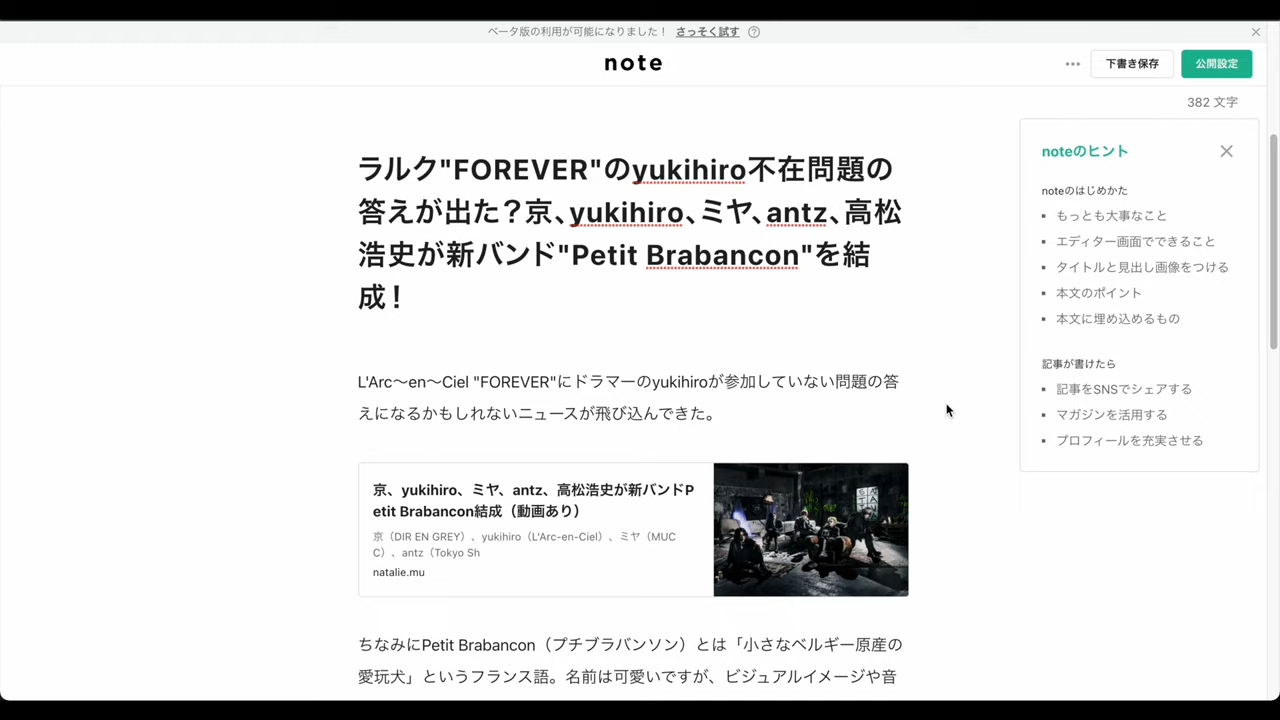 ベータ版の利用が可能になりました！ さっそく試す ?
note
下書き保存
公開設定
382 文字
ラルク"FOREVER"のyukihiro不在問題の
答えが出た？京、yukihiro、ミヤ、antz、高松
浩史が新バンド"Petit Brabancon"を結
成！
L'Arc〜en〜Ciel "FOREVER"にドラマーのyukihiroが参加していない問題の答
えになるかもしれないニュースが飛び込んできた。
京、yukihiro、ミヤ、antz、高松浩史が新バンドP
etit Brabancon結成（動画あり）
京（DIR EN GREY）、yukihiro（L'Arc-en-Ciel）、ミヤ（MUC
C）、antz（Tokyo Sh
natalie.mu
ちなみにPetit Brabancon（プチブラバンソン）とは「小さなベルギー原産の
愛玩犬」というフランス語。名前は可愛いですが、ビジュアルイメージや音
noteのヒント
noteのはじめかた
もっとも大事なこと
エディター画面でできること
タイトルと見出し画像をつける
本文のポイント
本文に埋め込めるもの
記事が書けたら
記事をSNSでシェアする
マガジンを活用する
プロフィールを充実させる